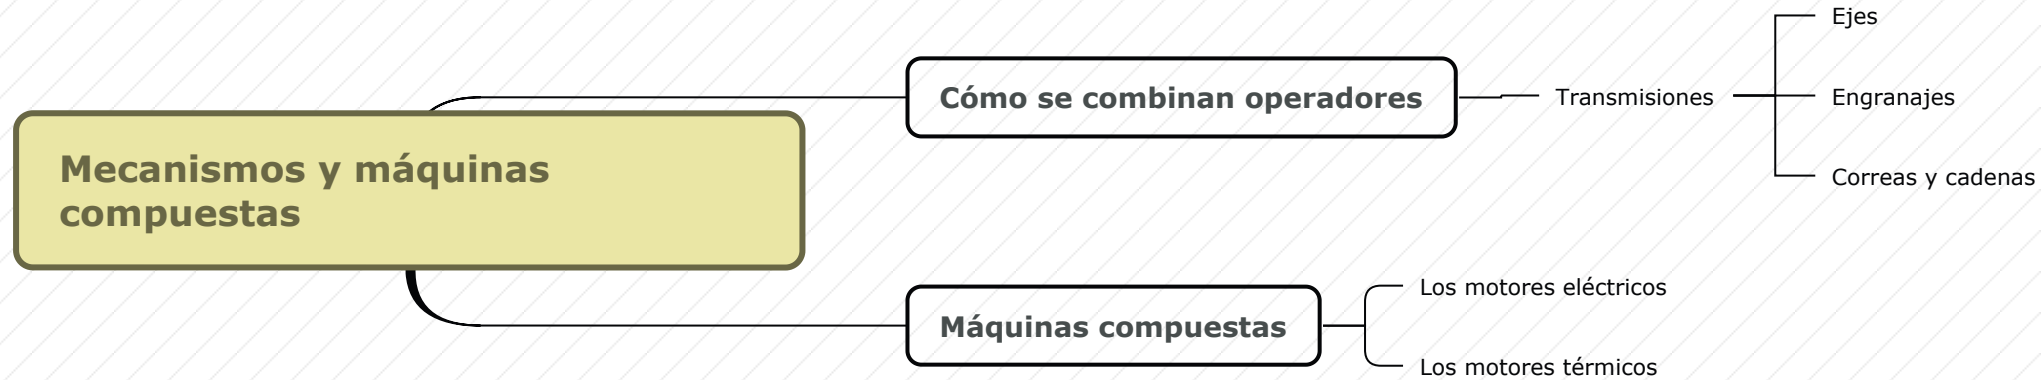 Mecanismos y máquinas
compuestas
Cómo se combinan operadores
Transmisiones
Ejes
Engranajes
Correas y cadenas
Máquinas compuestas
Los motores eléctricos
Los motores térmicos